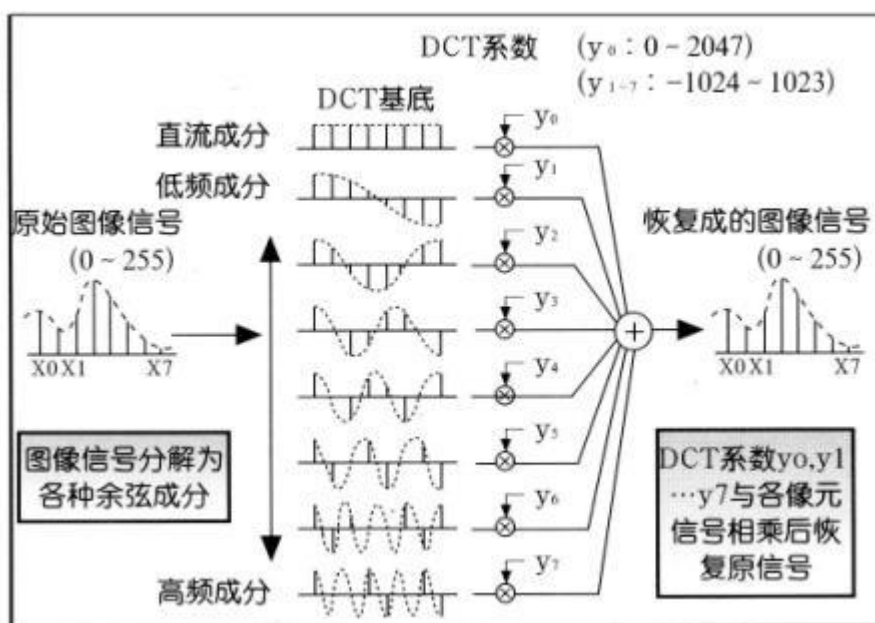 DCT系数 (y0：0～2047)
(y1-7：-1024～1023)
DCT基底
直流成分
y0
低频成分
y1
原始图像信号
(0～255)
y2
恢复成的图像信号
(0～255)
y3
X0 X1 X7
X0 X1 X7
y4
图像信号分解为
各种余弦成分
y5
DCT系数yo,y1
…y7与各像元
信号相乘后恢
复原信号
y6
高频成分
y7